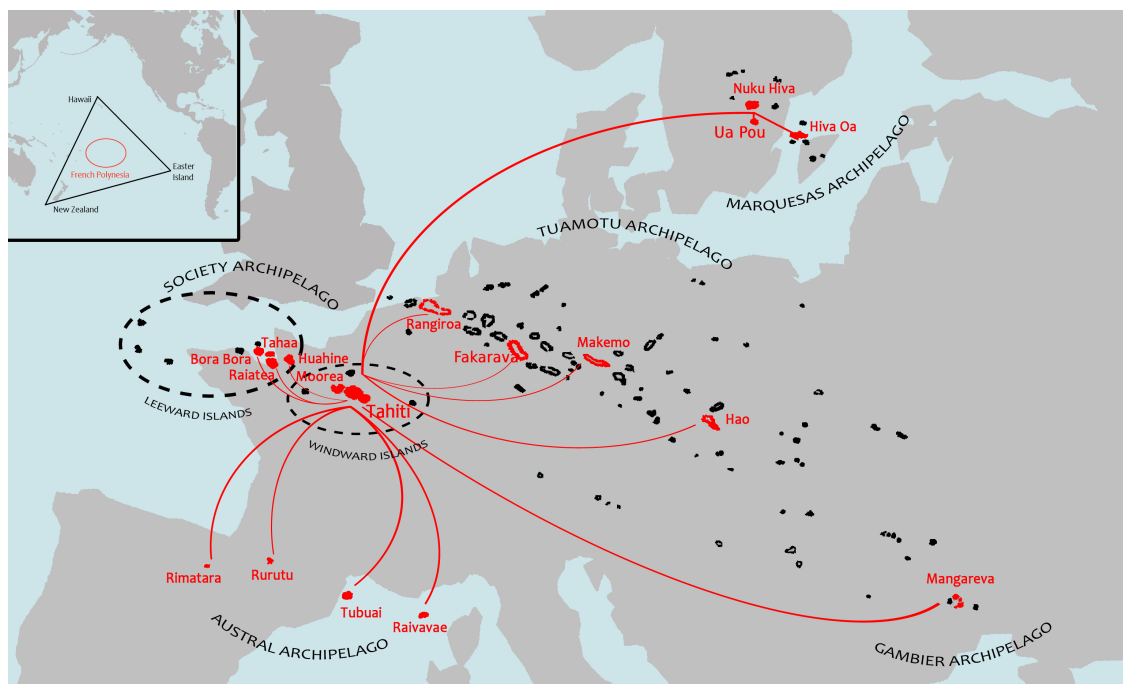 Hawaii
Easter
Island
French Polynesia
New Zealand
Nuku Hiva
Ua Pou
Hiva Oa
MARQUESAS ARCHIPELAGO
TUAMOTU ARCHIPELAGO
SOCIETY ARCHIPELAGO
Rangiroa
Fakarava
Makemo
Tahaa
Bora Bora
Huahine
Raiatea
Moorea
Tahiti
Hao
LEEWARD ISLANDS
WINDWARD ISLANDS
Rimatara
Rurutu
Tubuai
Raivavae
Mangareva
AUSTRAL ARCHIPELAGO
GAMBIER ARCHIPELAGO